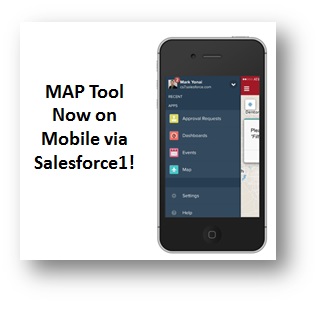 MAP Tool
Now on
Mobile via
Salesforce1!
Mark Yonai
RECENT
APPS
Approval Requests
Dashboards
Events
Map
Settings
Help